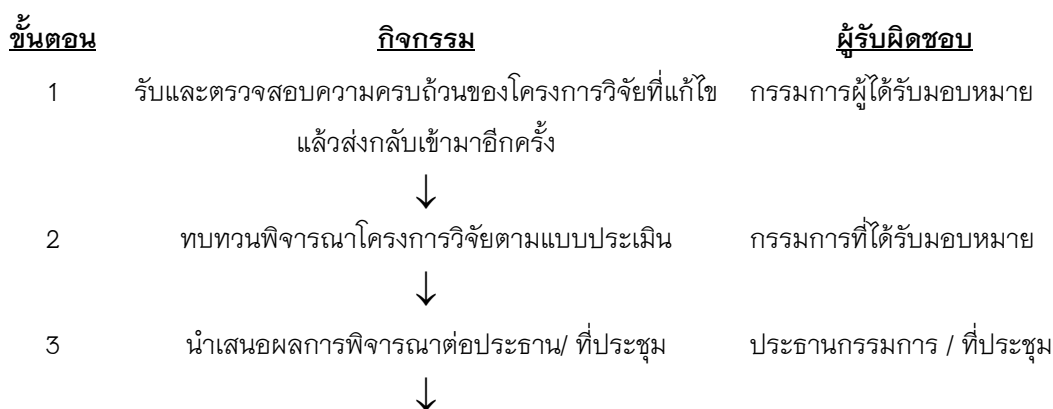 ขั้นตอน กิจกรรม ผู้รับผิดชอบ
1 รับและตรวจสอบความครบถ้วนของโครงการวิจัยที่แก้ไข กรรมการผู้ได้รับมอบหมาย
แล้วส่งกลับเข้ามาอีกครั้ง
↓
2 ทบทวนพิจารณาโครงการวิจัยตามแบบประเมิน กรรมการที่ได้รับมอบหมาย
↓
3 นำเสนอผลการพิจารณาต่อประธาน/ ที่ประชุม ประธานกรรมการ / ที่ประชุม
↓